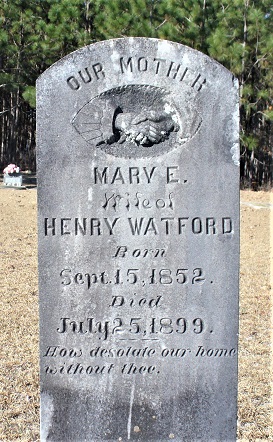 OUR MOTHER
MARY E.
Wife of
HENRY WATFORD
Born
Sept. 15, 1852.
Died
July 25, 1899.
How desolate our home
without thee.